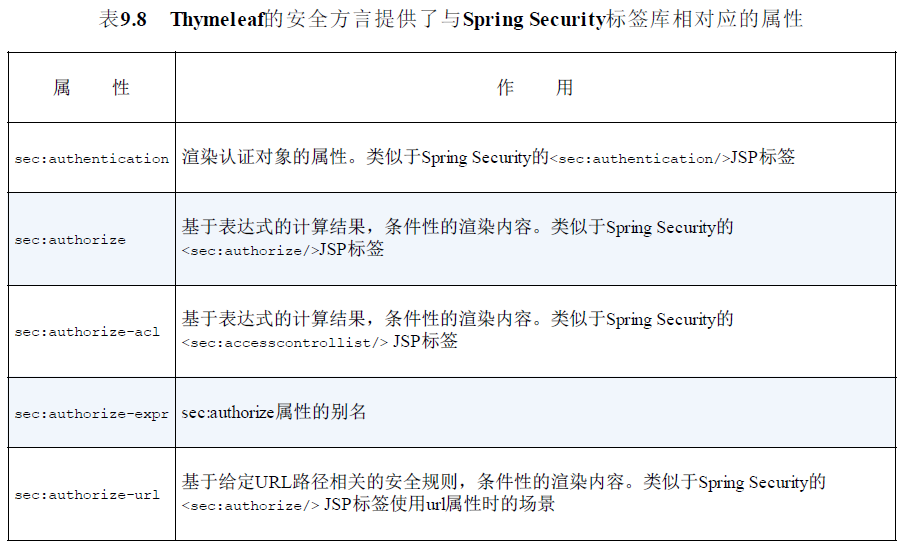 表9.8 Thymeleaf的安全方言提供了与Spring Security标签库相对应的属性
属 性
作 用
sec:authentication
渲染认证对象的属性。类似于Spring Security的<sec:authentication/>JSP标签
sec:authorize
基于表达式的计算结果，条件性的渲染内容。类似于Spring Security的
<sec:authorize/>JSP标签
sec:authorize-acl
基于表达式的计算结果，条件性的渲染内容。类似于Spring Security的
<sec:accesscontrollist/> JSP标签
sec:authorize-expr
sec:authorize属性的别名
sec:authorize-url
基于给定URL路径相关的安全规则，条件性的渲染内容。类似于Spring Security的
<sec:authorize/> JSP标签使用url属性时的场景